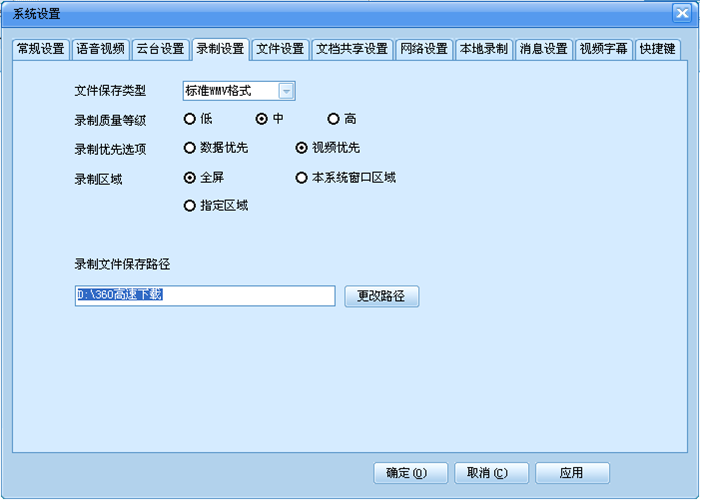 系统设置
常规设置 语音视频 云台设置 录制设置 文件设置 文档共享设置 网络设置 本地录制 消息设置 视频字幕 快捷键
文件保存类型 标准WMV格式
录制质量等级 低 中 高
录制优先选项 数据优先 视频优先
录制区域 全屏 本系统窗口区域
指定区域
录制文件保存路径
D:\360高速下载 更改路径
确定(O) 取消(C) 应用